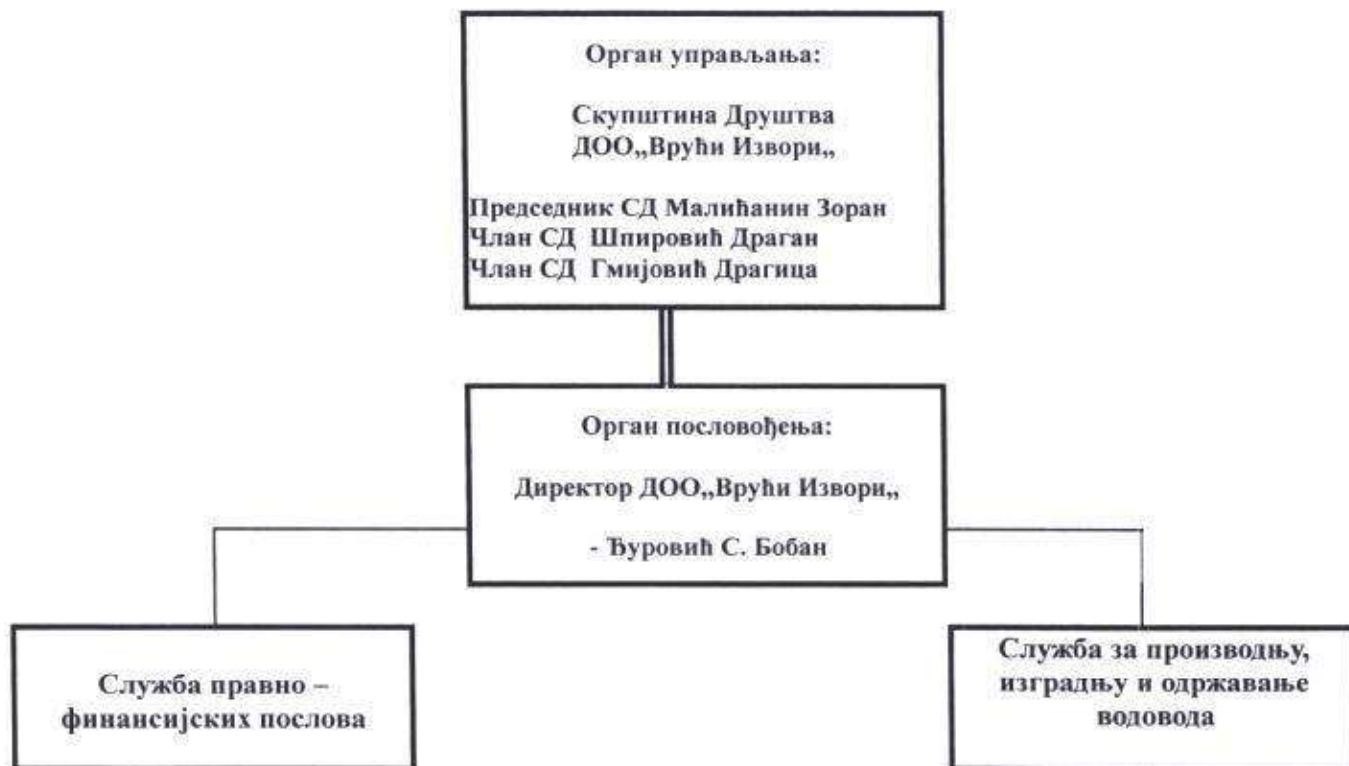 Орган управљања:
Скупштина Друштва
ДОО„Врући Извори„
Председник СД Малићанин Зоран
Члан СД Шпировић Драган
Члан СД Гмијовић Драгица
Орган пословођења:
Директор ДОО„Врући Извори„
- Ђуровић С. Бобан
Служба правно –
финансијских послова
Служба за производњу,
изградњу и одржавање
водовода